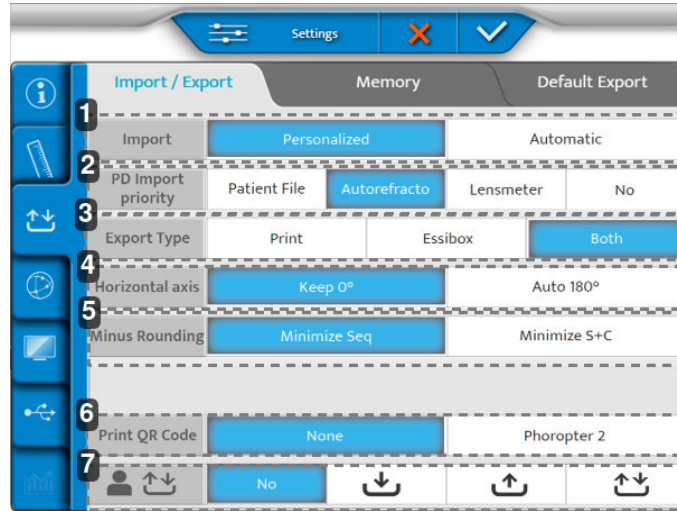 Settings
Import / Export Memory Default Export
1
Import Personalized Automatic
2
PD Import
priority Patient File Autorefracto Lensmeter No
3
Export Type Print Essibox Both
4
Horizontal axis Keep 0° Auto 180°
5
Minus Rounding Minimize Seq Minimize S+C
6
Print QR Code None Phoropter 2
7
No